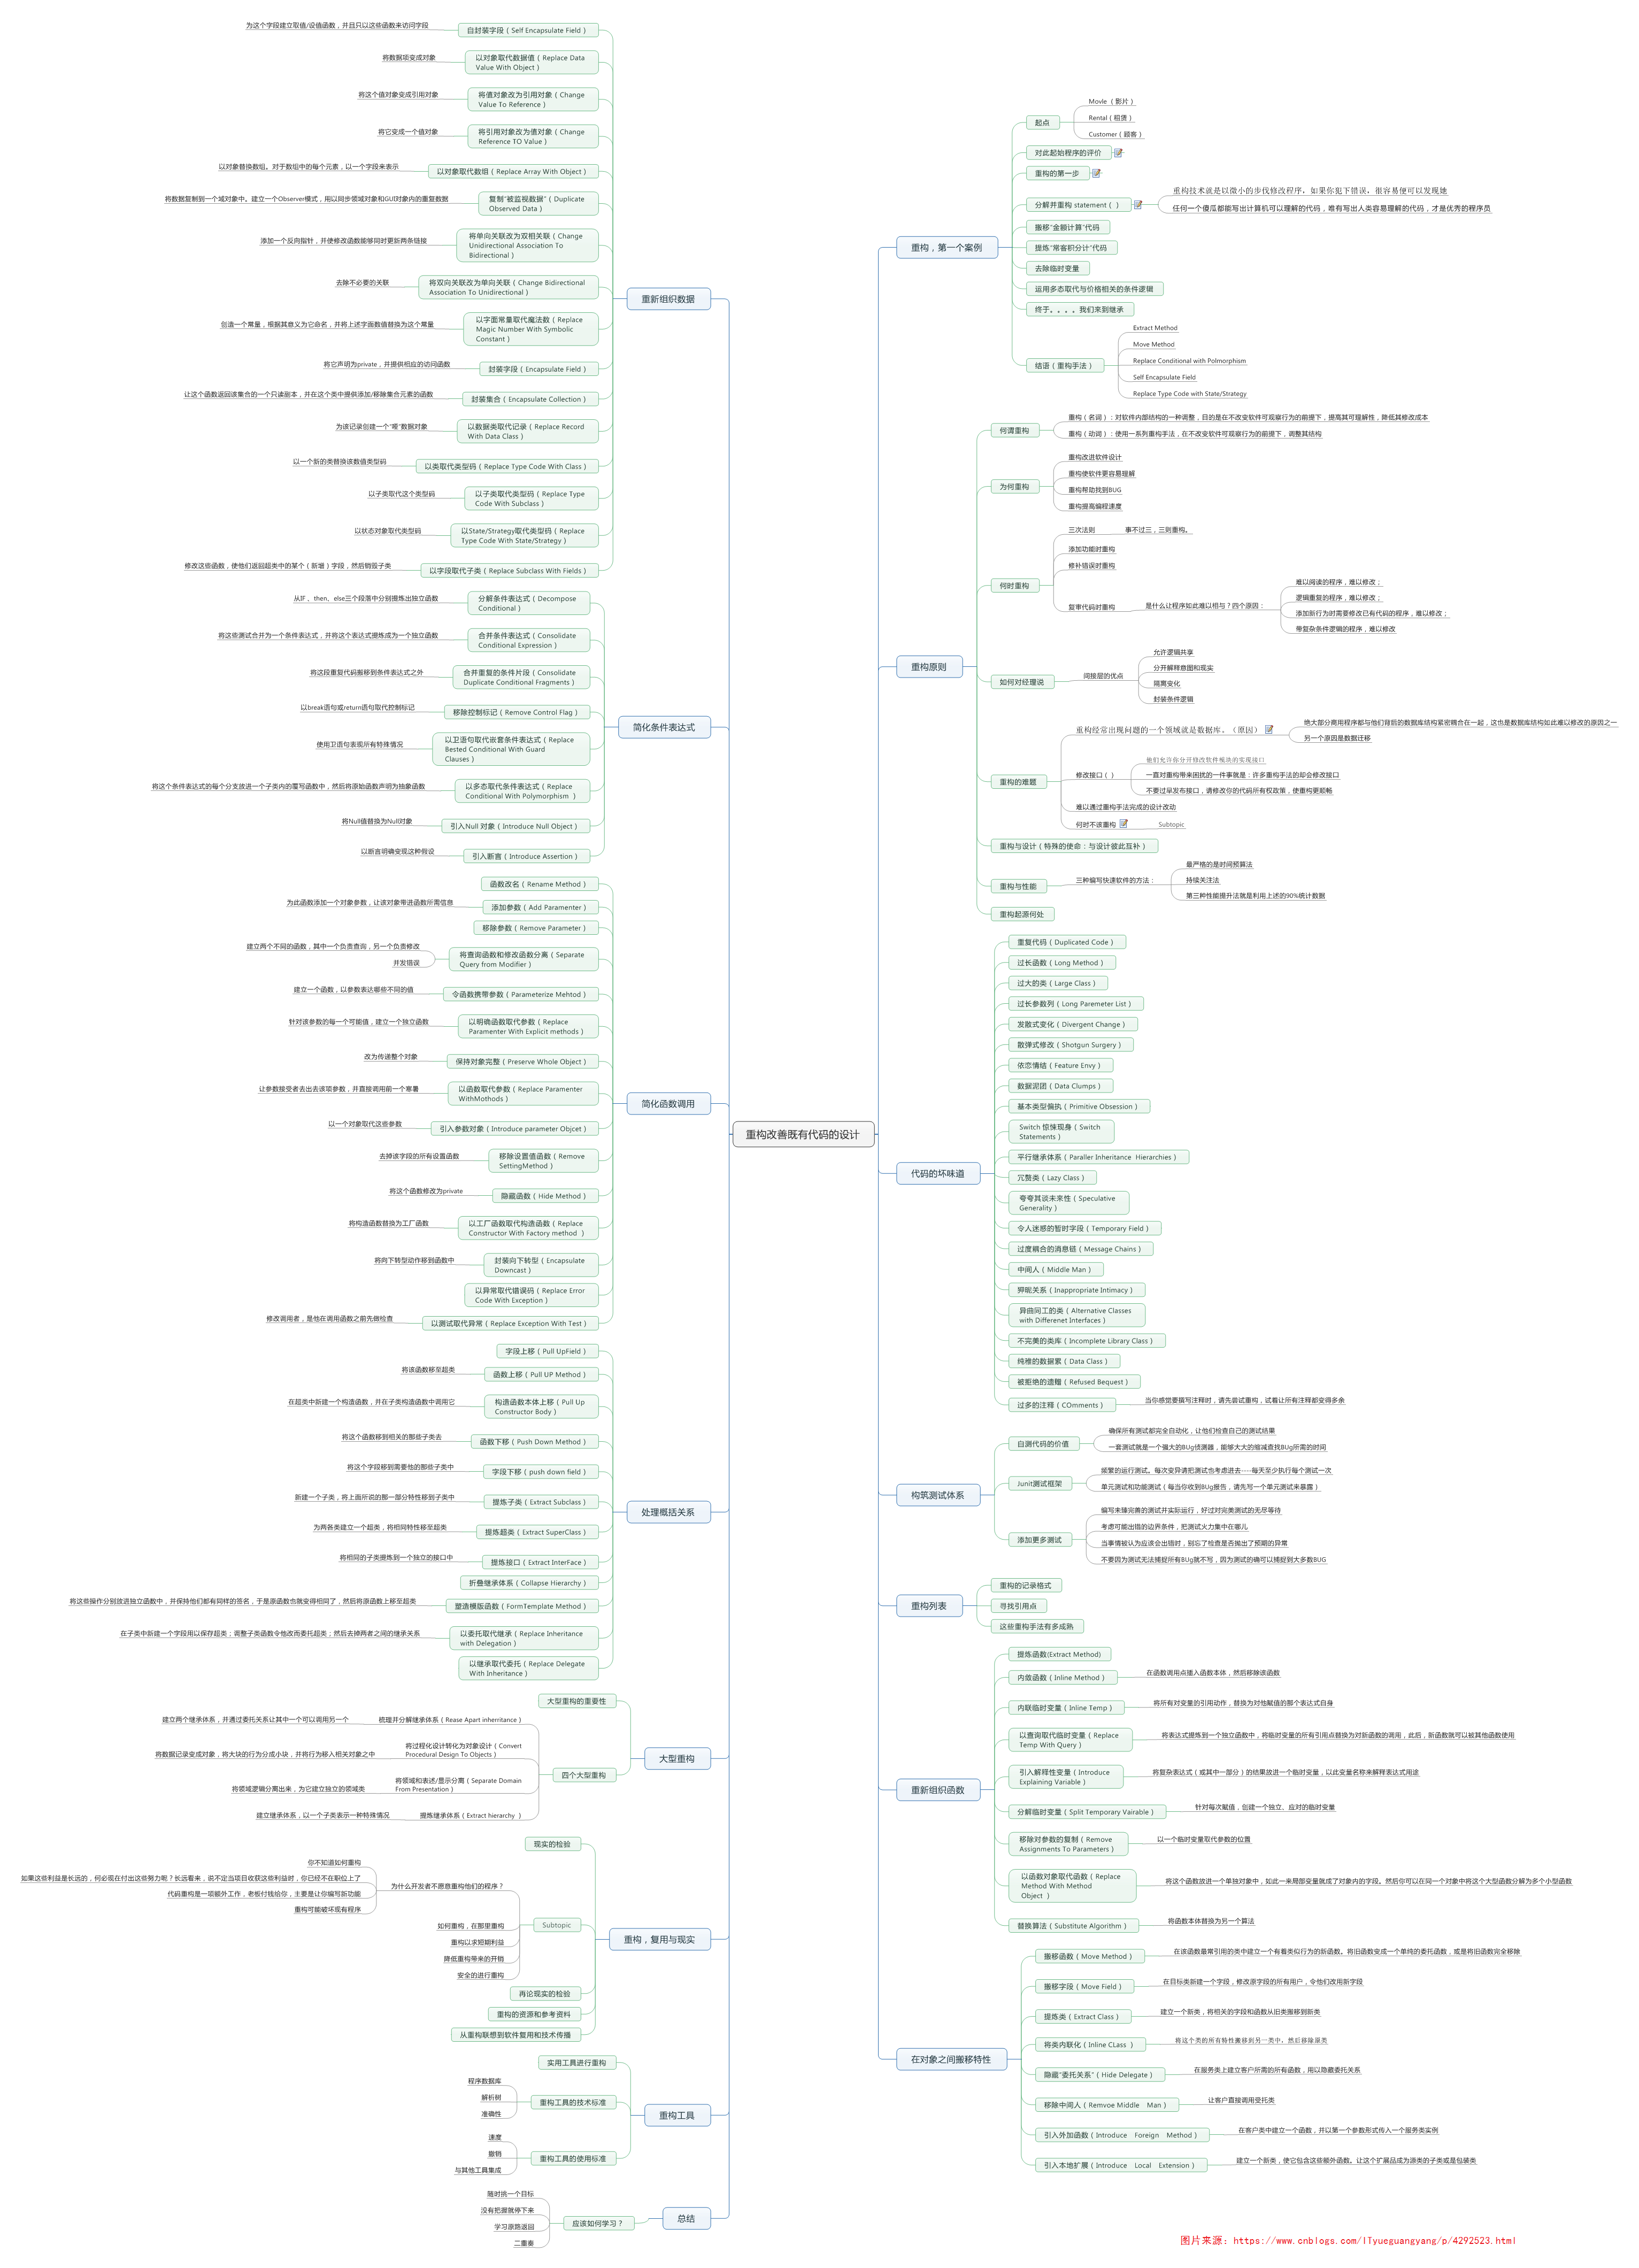 重构改善既有代码的设计
重构，第一个案例
起点
Movle （影片）
Rental（租赁）
Customer（顾客）
对此起始程序的评价
重构的第一步
分解并重构 statement（ ）
重构技术就是以微小的步伐修改程序，如果你犯下错误，很容易便可以发现她
任何一个傻瓜都能写出计算机可以理解的代码，唯有写出人类容易理解的代码，才是优秀的程序员
搬移“金额计算”代码
提炼“常客积分计”代码
去除临时变量
运用多态取代与价格相关的条件逻辑
终于。。。。我们来到继承
结语（重构手法）
Extract Method
Move Method
Replace Conditional with Polmorphism
Self Encapsulate Field
Replace Type Code with State/Strategy
重构原则
何谓重构
重构（名词）：对软件内部结构的一种调整，目的是在不改变软件可观察行为的前提下，提高其可理解性，降低其修改成本
重构（动词）：使用一系列重构手法，在不改变软件可观察行为的前提下，调整其结构
为何重构
重构改进软件设计
重构使软件更容易理解
重构帮助找到BUG
重构提高编程速度
何时重构
三次法则
事不过三，三则重构。
添加功能时重构
修补错误时重构
复审代码时重构
是什么让程序如此难以相与？四个原因：
难以阅读的程序，难以修改；
逻辑重复的程序，难以修改；
添加新行为时需要修改已有代码的程序，难以修改；
带复杂条件逻辑的程序，难以修改
如何对经理说
间接层的优点
允许逻辑共享
分开解释意图和现实
隔离变化
封装条件逻辑
重构的难题
重构经常出现问题的一个领域就是数据库。（原因）
绝大部分商用程序都与他们背后的数据库结构紧密耦合在一起，这也是数据库结构如此难以修改的原因之一
另一个原因是数据迁移
修改接口（ ）
他们允许你分开修改软件模块的实现接口
一直对重构带来困扰的一件事就是：许多重构手法的却会修改接口
不要过早发布接口，请修改你的代码所有权政策，使重构更顺畅
难以通过重构手法完成的设计改动
何时不该重构
Subtopic
重构与设计（特殊的使命：与设计彼此互补）
重构与性能
三种编写快速软件的方法：
最严格的是时间预算法
持续关注法
第三种性能提升法就是利用上述的90%统计数据
重构起源何处
代码的坏味道
重复代码（Duplicated Code）
过长函数（Long Method）
过大的类（Large Class）
过长参数列（Long Paremeter List）
发散式变化（Divergent Change）
散弹式修改（Shotgun Surgery）
依恋情结（Feature Envy）
数据泥团（Data Clumps）
基本类型偏执（Primitive Obsession）
Switch 惊悚现身（Switch
Statements）
平行继承体系（Paraller Inheritance  Hierarchies）
冗赘类（Lazy Class）
夸夸其谈未来性（Speculative
Generality）
令人迷惑的暂时字段（Temporary Field）
过度耦合的消息链（Message Chains）
中间人（Middle Man）
狎昵关系（Inappropriate Intimacy）
异曲同工的类（Alternative Classes
with Differenet Interfaces）
不完美的类库（Incomplete Library Class）
纯稚的数据累（Data Class）
被拒绝的遗赠（Refused Bequest）
过多的注释（COmments）
当你感觉要撰写注释时，请先尝试重构，试着让所有注释都变得多余
构筑测试体系
自测代码的价值
确保所有测试都完全自动化，让他们检查自己的测试结果
一套测试就是一个强大的BUg侦测器，能够大大的缩减查找BUg所需的时间
Junit测试框架
频繁的运行测试。每次变异请把测试也考虑进去----每天至少执行每个测试一次
单元测试和功能测试（每当你收到BUg报告，请先写一个单元测试来暴露）
添加更多测试
编写未臻完善的测试并实际运行，好过对完美测试的无尽等待
考虑可能出错的边界条件，把测试火力集中在哪儿
当事情被认为应该会出错时，别忘了检查是否抛出了预期的异常
不要因为测试无法捕捉所有BUg就不写，因为测试的确可以捕捉到大多数BUG
重构列表
重构的记录格式
寻找引用点
这些重构手法有多成熟
重新组织函数
提炼函数(Extract Method)
内敛函数（Inline Method）
在函数调用点插入函数本体，然后移除该函数
内联临时变量（Inline Temp）
将所有对变量的引用动作，替换为对他赋值的那个表达式自身
以查询取代临时变量（Replace
Temp With Query）
将表达式提炼到一个独立函数中，将临时变量的所有引用点替换为对新函数的调用，此后，新函数就可以被其他函数使用
引入解释性变量（Introduce
Explaining Variable）
将复杂表达式（或其中一部分）的结果放进一个临时变量，以此变量名称来解释表达式用途
分解临时变量（Split Temporary Vairable）
针对每次赋值，创建一个独立、应对的临时变量
移除对参数的复制（Remove
Assignments To Parameters）
以一个临时变量取代参数的位置
以函数对象取代函数（Replace
Method With Method
Object ）
将这个函数放进一个单独对象中，如此一来局部变量就成了对象内的字段。然后你可以在同一个对象中将这个大型函数分解为多个小型函数
替换算法（Substitute Algorithm）
将函数本体替换为另一个算法
在对象之间搬移特性
搬移函数（Move Method）
在该函数最常引用的类中建立一个有着类似行为的新函数。将旧函数变成一个单纯的委托函数，或是将旧函数完全移除
搬移字段（Move Field）
在目标类新建一个字段，修改原字段的所有用户，令他们改用新字段
提炼类（Extract Class）
建立一个新类，将相关的字段和函数从旧类搬移到新类
将类内联化（Inline CLass ）
将这个类的所有特性搬移到另一类中，然后移除原类
隐藏“委托关系”（Hide Delegate）
在服务类上建立客户所需的所有函数，用以隐藏委托关系
移除中间人（Remvoe Middle Man）
让客户直接调用受托类
引入外加函数（Introduce Foreign Method）
在客户类中建立一个函数，并以第一个参数形式传入一个服务类实例
引入本地扩展（Introduce Local Extension）
建立一个新类，使它包含这些额外函数。让这个扩展品成为源类的子类或是包装类
重新组织数据
自封装字段（Self Encapsulate Field）
为这个字段建立取值/设值函数，并且只以这些函数来访问字段
以对象取代数据值（Replace Data
Value With Object）
将数据项变成对象
将值对象改为引用对象（Change
Value To Reference）
将这个值对象变成引用对象
将引用对象改为值对象（Change
Reference TO Value）
将它变成一个值对象
以对象取代数组（Replace Array With Object）
以对象替换数组。对于数组中的每个元素，以一个字段来表示
复制“被监视数据”（Duplicate
Observed Data）
将数据复制到一个域对象中。建立一个Observer模式，用以同步领域对象和GUI对象内的重复数据
将单向关联改为双相关联（Change
Unidirectional Association To
Bidirectional）
添加一个反向指针，并使修改函数能够同时更新两条链接
将双向关联改为单向关联（Change Bidirectional
Association To Unidirectional）
去除不必要的关联
以字面常量取代魔法数（Replace
Magic Number With Symbolic
Constant）
创造一个常量，根据其意义为它命名，并将上述字面数值替换为这个常量
封装字段（Encapsulate Field）
将它声明为private，并提供相应的访问函数
封装集合（Encapsulate Collection）
让这个函数返回该集合的一个只读副本，并在这个类中提供添加/移除集合元素的函数
以数据类取代记录（Replace Record
With Data Class）
为该记录创建一个“哑”数据对象
以类取代类型码（Replace Type Code With Class）
以一个新的类替换该数值类型码
以子类取代类型码（Replace Type
Code With Subclass）
以子类取代这个类型码
以State/Strategy取代类型码（Replace
Type Code With State/Strategy）
以状态对象取代类型码
以字段取代子类（Replace Subclass With Fields）
修改这些函数，使他们返回超类中的某个（新增）字段，然后销毁子类
简化条件表达式
分解条件表达式（Decompose
Conditional）
从IF 、then、else三个段落中分别提炼出独立函数
合并条件表达式（Consolidate
Conditional Expression）
将这些测试合并为一个条件表达式，并将这个表达式提炼成为一个独立函数
合并重复的条件片段（Consolidate
Duplicate Conditional Fragments）
将这段重复代码搬移到条件表达式之外
移除控制标记（Remove Control Flag）
以break语句或return语句取代控制标记
以卫语句取代嵌套条件表达式（Replace
Bested Conditional With Guard
Clauses）
使用卫语句表现所有特殊情况
以多态取代条件表达式（Replace
Conditional With Polymorphism ）
将这个条件表达式的每个分支放进一个子类内的覆写函数中，然后将原始函数声明为抽象函数
引入Null 对象（Introduce Null Object）
将Null值替换为Null对象
引入断言（Introduce Assertion）
以断言明确变现这种假设
简化函数调用
函数改名（Rename Method）
添加参数（Add Paramenter）
为此函数添加一个对象参数，让该对象带进函数所需信息
移除参数（Remove Parameter）
将查询函数和修改函数分离（Separate
Query from Modifier）
建立两个不同的函数，其中一个负责查询，另一个负责修改
并发错误
令函数携带参数（Parameterize Mehtod）
建立一个函数，以参数表达哪些不同的值
以明确函数取代参数（Replace
Paramenter With Explicit methods）
针对该参数的每一个可能值，建立一个独立函数
保持对象完整（Preserve Whole Object）
改为传递整个对象
以函数取代参数（Replace Paramenter
WithMothods）
让参数接受者去出去该项参数，并直接调用前一个寒暑
引入参数对象（Introduce parameter Objcet）
以一个对象取代这些参数
移除设置值函数（Remove
SettingMethod）
去掉该字段的所有设置函数
隐藏函数（Hide Method）
将这个函数修改为private
以工厂函数取代构造函数（Replace
Constructor With Factory method ）
将构造函数替换为工厂函数
封装向下转型（Encapsulate
Downcast）
将向下转型动作移到函数中
以异常取代错误码（Replace Error
Code With Exception）
以测试取代异常（Replace Exception With Test）
修改调用者，是他在调用函数之前先做检查
处理概括关系
字段上移（Pull UpField）
函数上移（Pull UP Method）
将该函数移至超类
构造函数本体上移（Pull Up
Constructor Body）
在超类中新建一个构造函数，并在子类构造函数中调用它
函数下移（Push Down Method）
将这个函数移到相关的那些子类去
字段下移（push down field）
将这个字段移到需要他的那些子类中
提炼子类（Extract Subclass）
新建一个子类，将上面所说的那一部分特性移到子类中
提炼超类（Extract SuperClass）
为两各类建立一个超类，将相同特性移至超类
提炼接口（Extract InterFace）
将相同的子类提炼到一个独立的接口中
折叠继承体系（Collapse Hierarchy）
塑造模版函数（FormTemplate Method）
将这些操作分别放进独立函数中，并保持他们都有同样的签名，于是原函数也就变得相同了，然后将原函数上移至超类
以委托取代继承（Replace Inheritance
with Delegation）
在子类中新建一个字段用以保存超类；调整子类函数令他改而委托超类；然后去掉两者之间的继承关系
以继承取代委托（Replace Delegate
With Inheritance）
大型重构
大型重构的重要性
四个大型重构
梳理并分解继承体系（Rease Apart inherritance）
建立两个继承体系，并通过委托关系让其中一个可以调用另一个
将过程化设计转化为对象设计（Convert
Procedural Design To Objects）
将数据记录变成对象，将大块的行为分成小块，并将行为移入相关对象之中
将领域和表述/显示分离（Separate Domain
From Presentation）
将领域逻辑分离出来，为它建立独立的领域类
提炼继承体系（Extract hierarchy ）
建立继承体系，以一个子类表示一种特殊情况
重构，复用与现实
现实的检验
Subtopic
为什么开发者不愿意重构他们的程序？
你不知道如何重构
如果这些利益是长远的，何必现在付出这些努力呢？长远看来，说不定当项目收获这些利益时，你已经不在职位上了
代码重构是一项额外工作，老板付钱给你，主要是让你编写新功能
重构可能破坏现有程序
如何重构，在那里重构
重构以求短期利益
降低重构带来的开销
安全的进行重构
再论现实的检验
重构的资源和参考资料
从重构联想到软件复用和技术传播
重构工具
实用工具进行重构
重构工具的技术标准
程序数据库
解析树
准确性
重构工具的使用标准
速度
撤销
与其他工具集成
总结
应该如何学习？
随时挑一个目标
没有把握就停下来
学习原路返回
二重奏
图片来源：https://www.cnblogs.com/lTyueguangyang/p/4292523.html